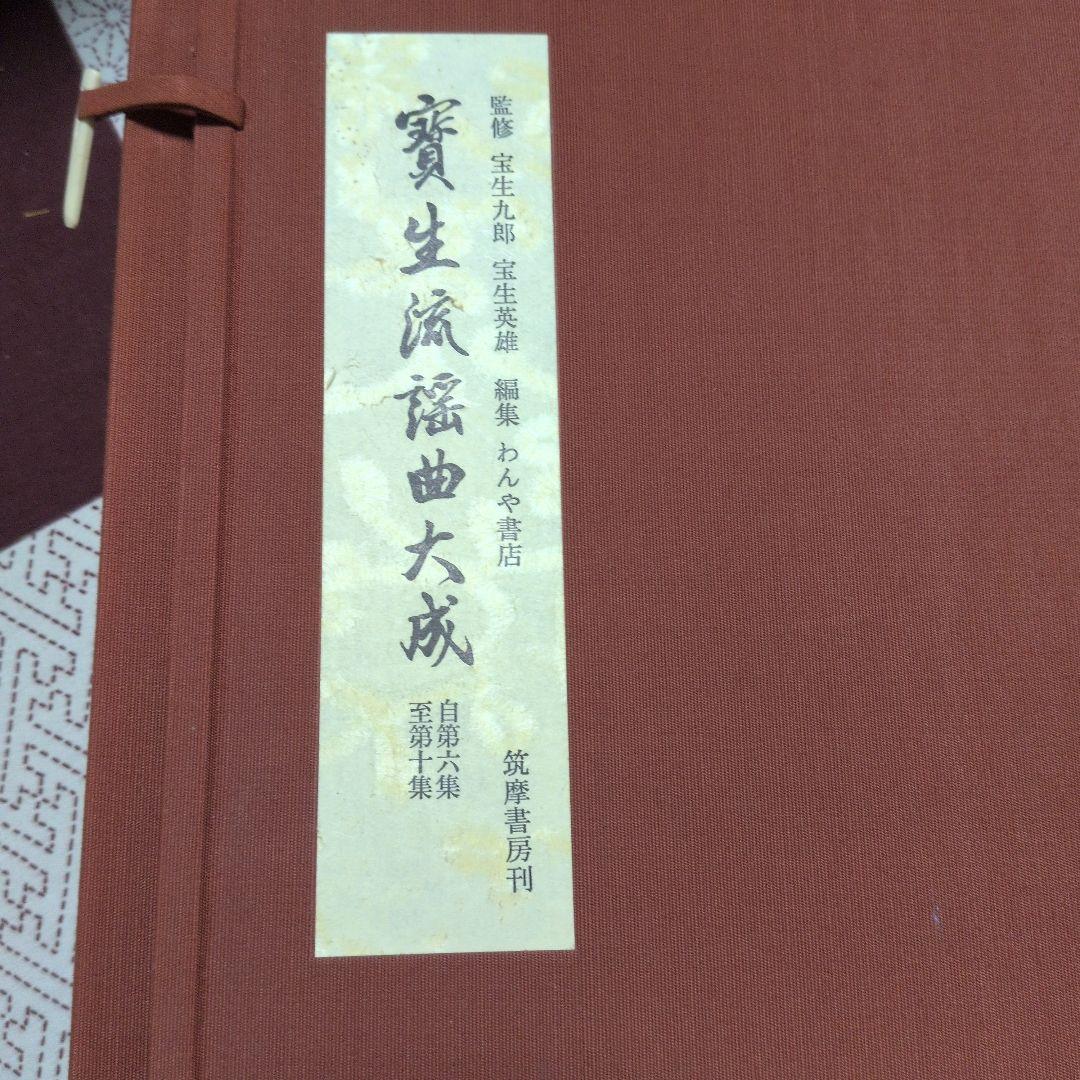 監修 宝生九郎 宝生英雄 編集 わんや書店
寳生流謡曲大成
自第六集
至第十集
筑摩書房刊